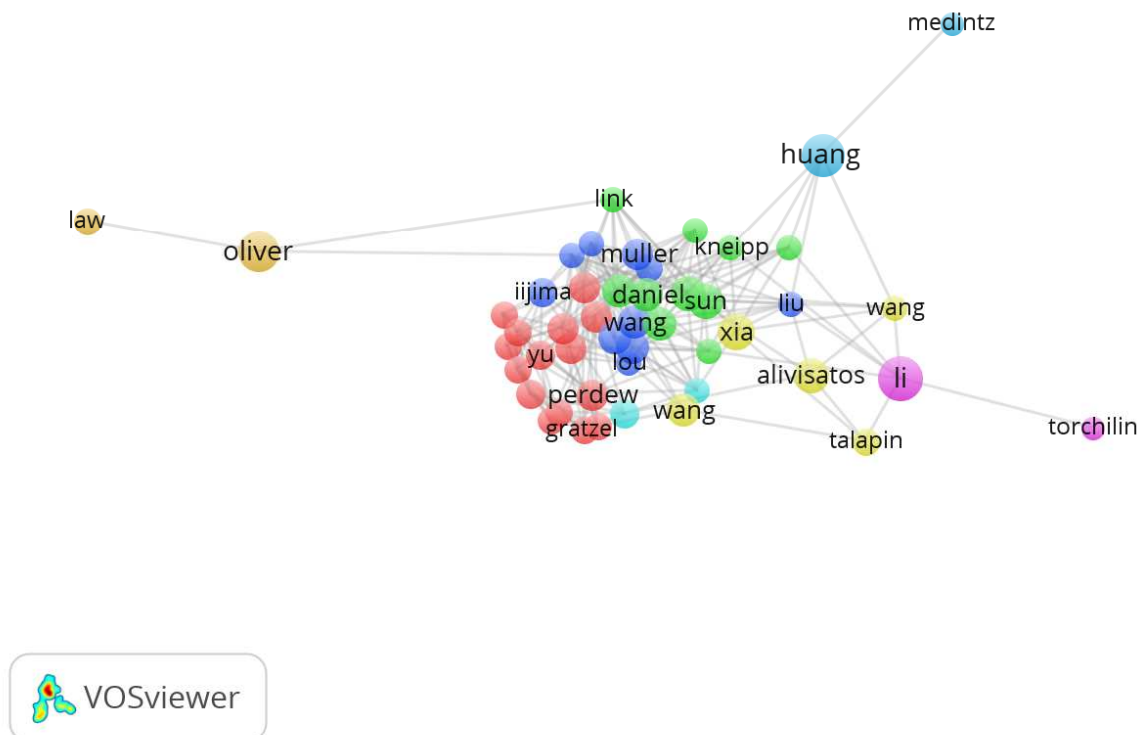 medintz
huang
link
law
oliver
muller
kneipp
iijima
daniel
sun
liu
wang
wang
xia
yu
lou
alivisatos
li
perdew
wang
gratzel
talapin
torchilin
VOSviewer